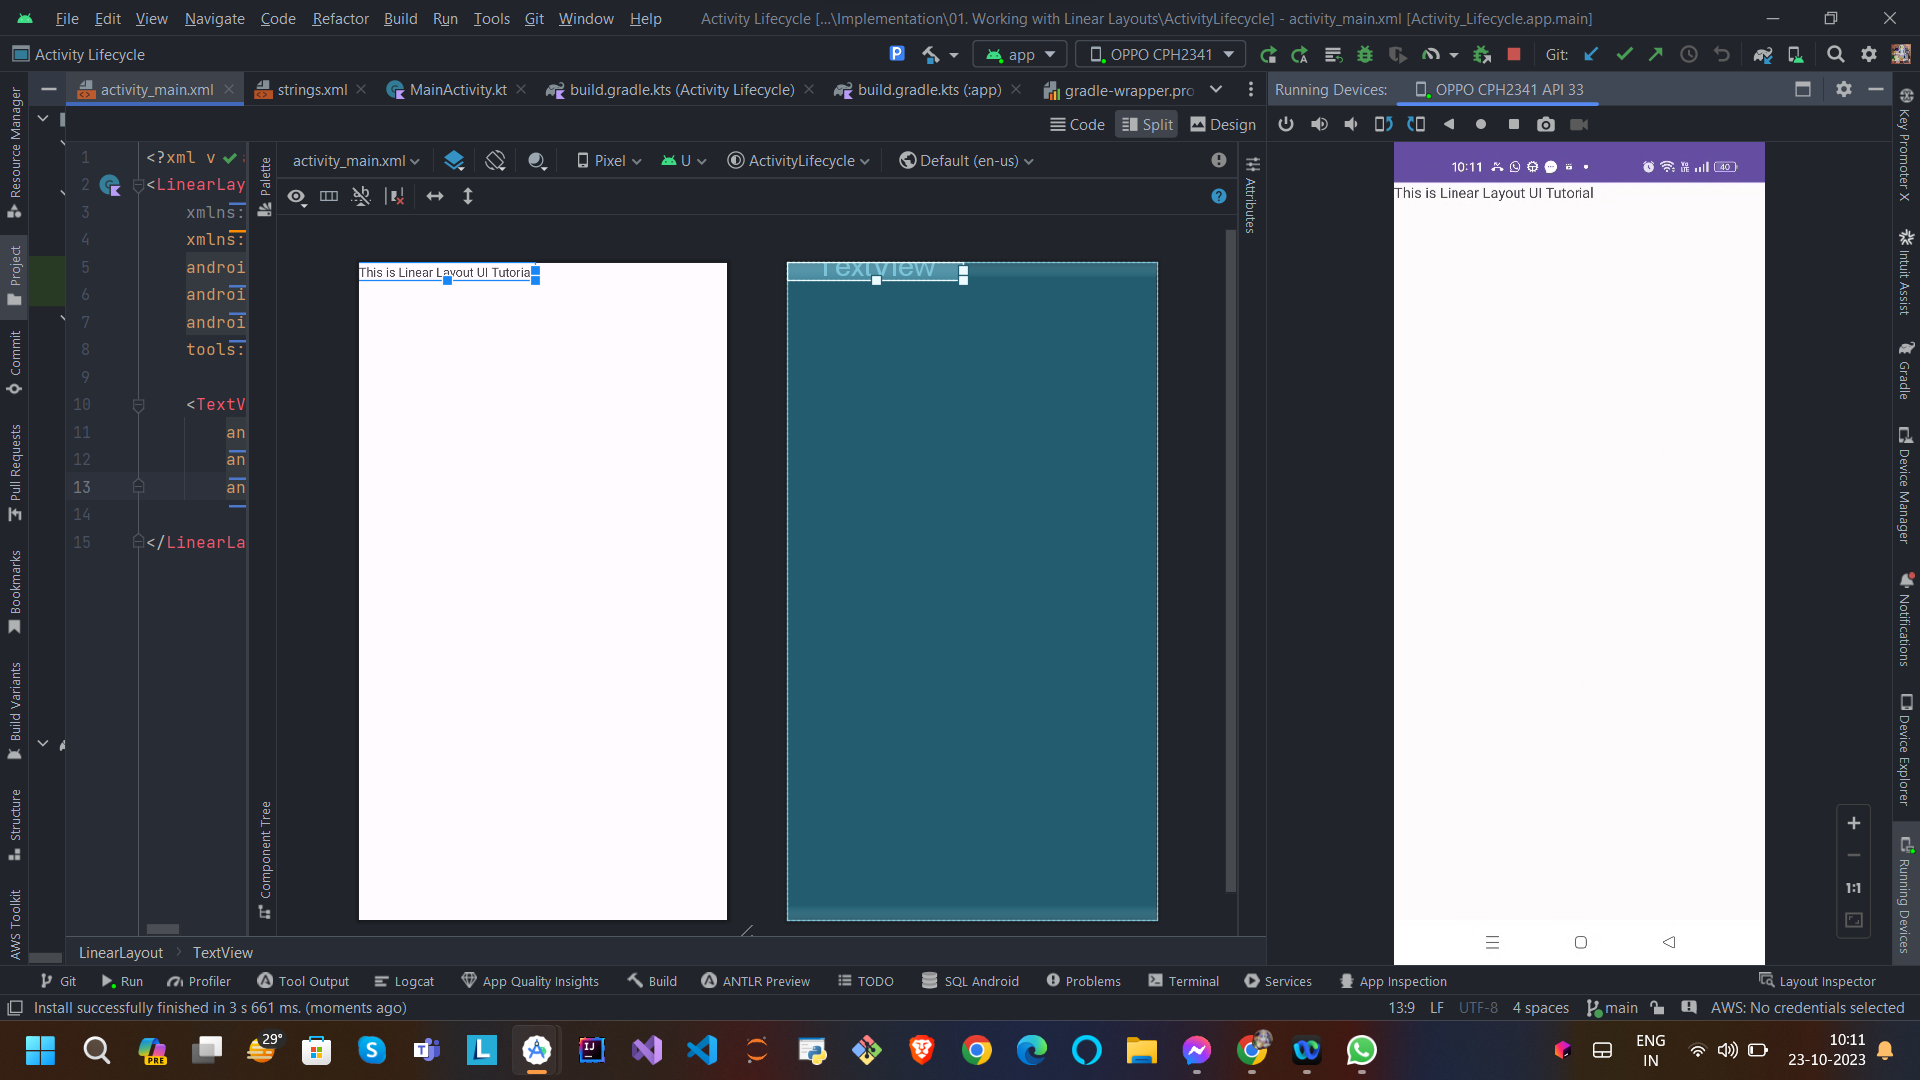 File Edit View Navigate Code Refactor Build Run Tools Git Window Help Activity Lifecycle [...\Implementation\01. Working with Linear Layouts\ActivityLifecycle] - activity_main.xml [Activity_Lifecycle.app.main]
Activity Lifecycle app OPPO CPH2341 Git:
activity_main.xml strings.xml MainActivity.kt build.gradle.kts (Activity Lifecycle) build.gradle.kts (:app) gradle-wrapper.pro Running Devices: OPPO CPH2341 API 33
Code Split Design
activity_main.xml Pixel U ActivityLifecycle Default (en-us)
Resource Manager
Project
Commit
Pull Requests
Bookmarks
Build Variants
Structure
AWS Toolkit
1 <?xml v
2 <LinearLay
3 xmlns:
4 xmlns:
5 androi
6 androi
7 androi
8 tools:
9
10 <TextV
11 an
12 an
13 an
14
15 </LinearLa
Palette
Component Tree
This is Linear Layout UI Tutoria
TextView
Attributes
10:11 40
This is Linear Layout UI Tutorial
1:1
Key Promoter X
Intuit Assist
Gradle
Device Manager
Notifications
Device Explorer
Running Devices
LinearLayout TextView
Git Run Profiler Tool Output Logcat App Quality Insights Build ANTLR Preview TODO SQL Android Problems Terminal Services App Inspection Layout Inspector
Install successfully finished in 3 s 661 ms. (moments ago) 13:9 LF UTF-8 4 spaces main AWS: No credentials selected
PRE 29° L IJ ENG IN 10:11
23-10-2023